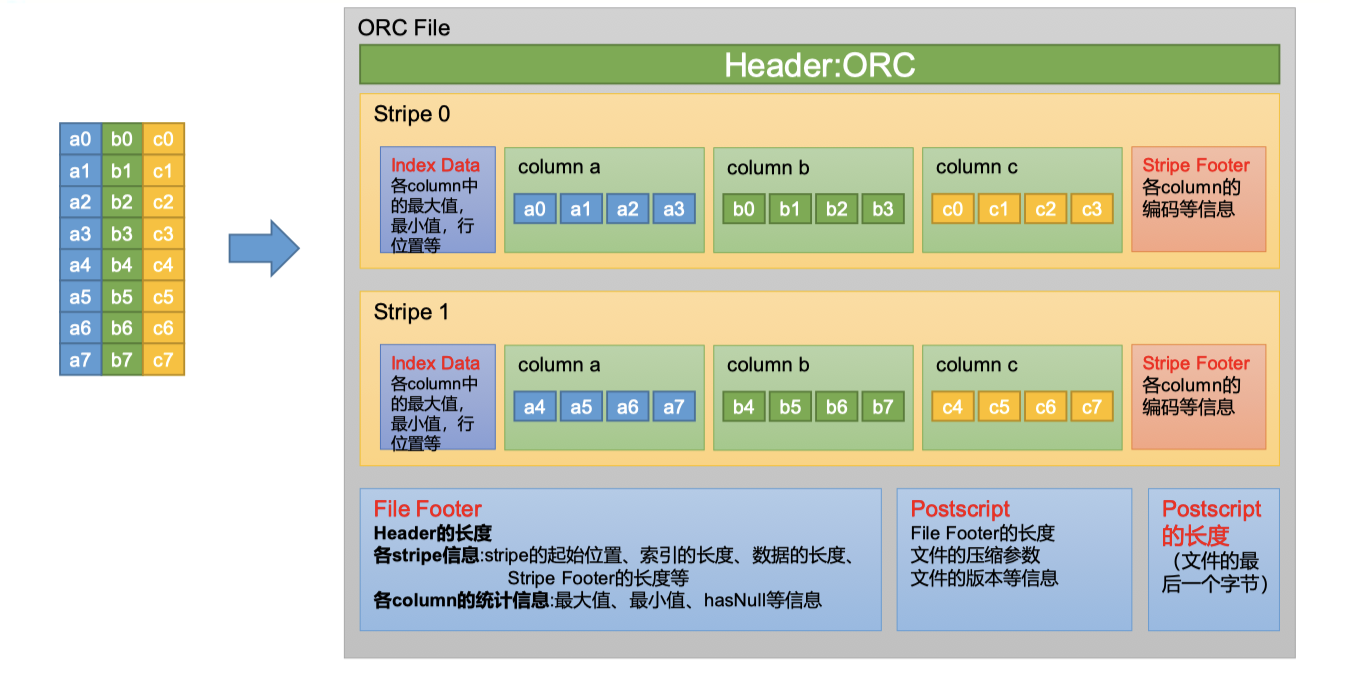 ORC File
Header:ORC
a0 b0 c0
a1 b1 c1
a2 b2 c2
a3 b3 c3
a4 b4 c4
a5 b5 c5
a6 b6 c6
a7 b7 c7
Stripe 0
Index Data
各column中
的最大值，
最小值，行
位置等
column a
a0 a1 a2 a3
column b
b0 b1 b2 b3
column c
c0 c1 c2 c3
Stripe Footer
各column的
编码等信息
Stripe 1
Index Data
各column中
的最大值，
最小值，行
位置等
column a
a4 a5 a6 a7
column b
b4 b5 b6 b7
column c
c4 c5 c6 c7
Stripe Footer
各column的
编码等信息
File Footer
Header的长度
各stripe信息:stripe的起始位置、索引的长度、数据的长度、
Stripe Footer的长度等
各column的统计信息:最大值、最小值、hasNull等信息
Postscript
File Footer的长度
文件的压缩参数
文件的版本等信息
Postscript
的长度
（文件的最
后一个字节）